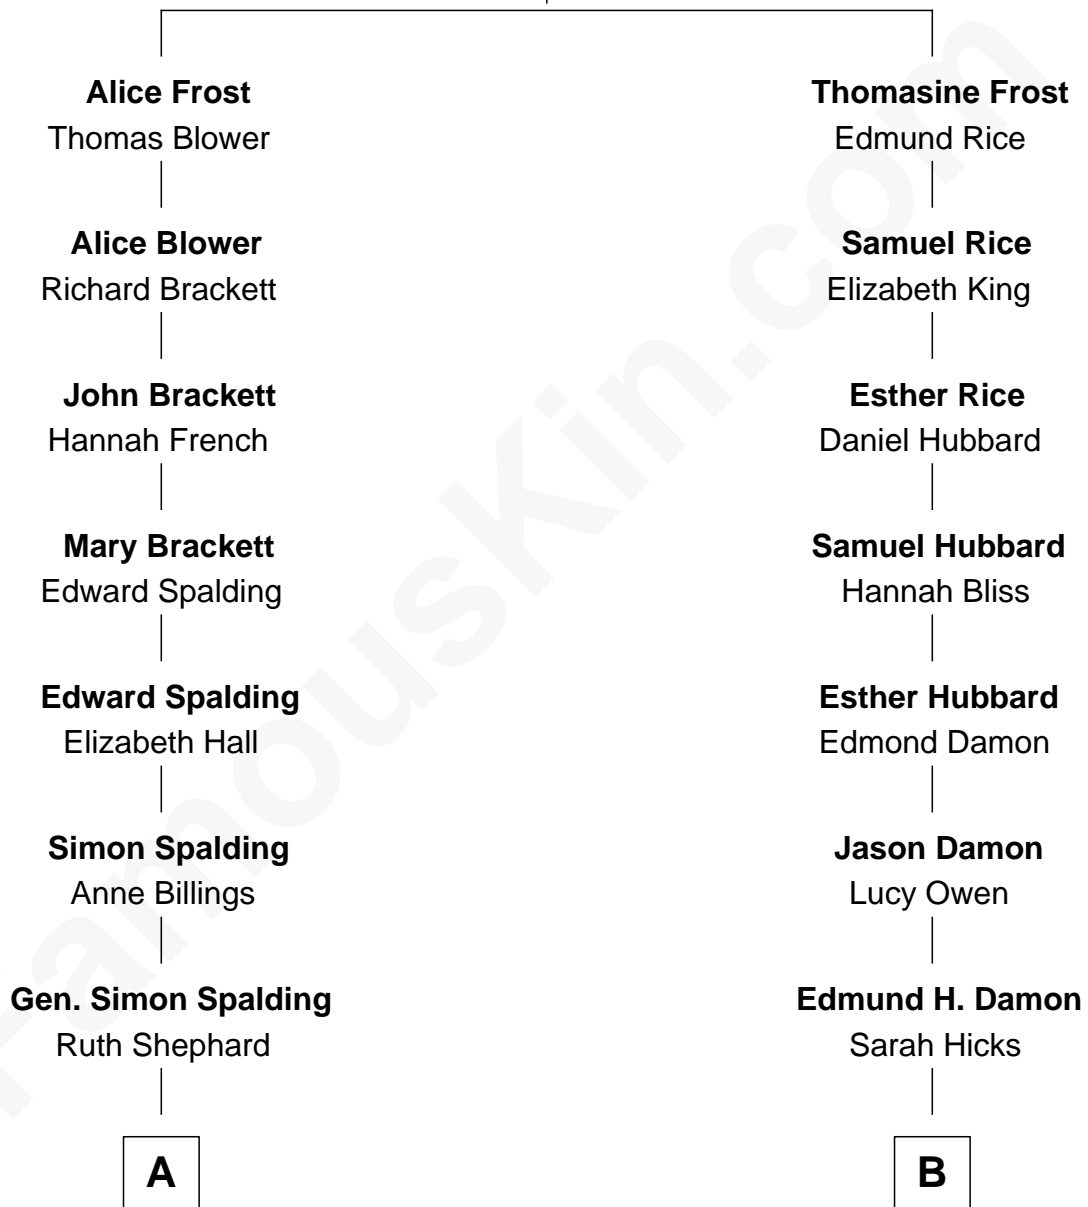 Alice Frost
Thomas Blower
Alice Blower
Richard Brackett
John Brackett
Hannah French
Mary Brackett
Edward Spalding
Edward Spalding
Elizabeth Hall
Simon Spalding
Anne Billings
Gen. Simon Spalding
Ruth Shephard
A
Thomasine Frost
Edmund Rice
Samuel Rice
Elizabeth King
Esther Rice
Daniel Hubbard
Samuel Hubbard
Hannah Bliss
Esther Hubbard
Edmond Damon
Jason Damon
Lucy Owen
Edmund H. Damon
Sarah Hicks
B
FamousKin.com